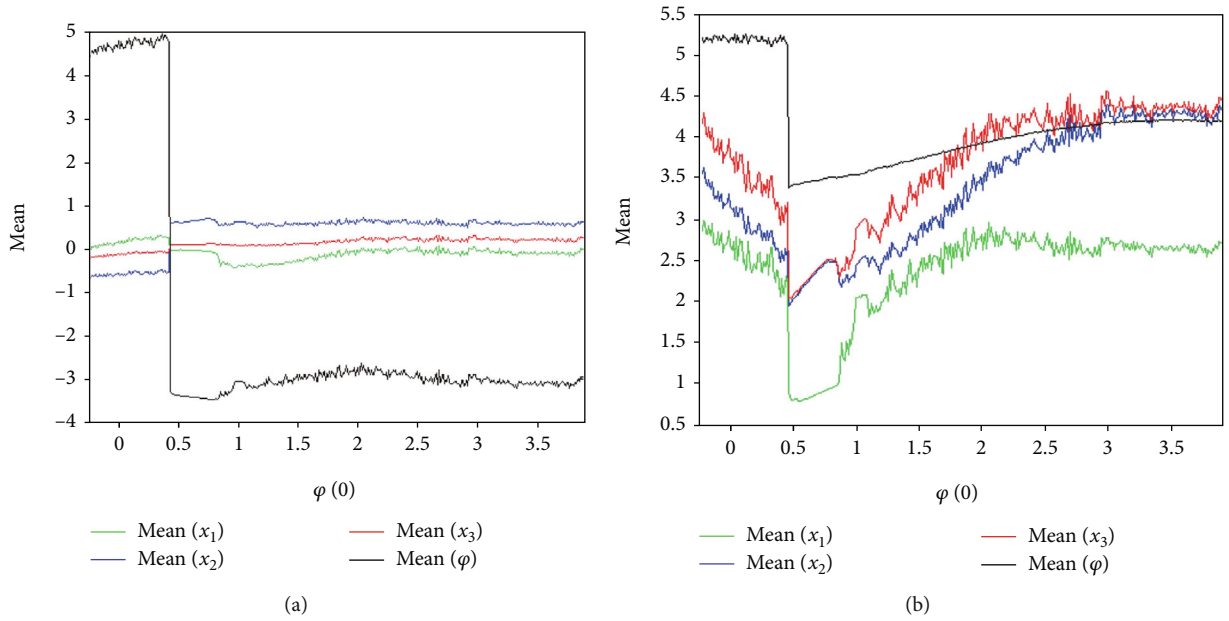 5
4
3
2
1
0
−1
−2
−3
−4
Mean
0 0.5 1 1.5 2 2.5 3 3.5
φ (0)
Mean (x₁) Mean (x₃)
Mean (x₂) Mean (φ)
(a)
5.5
5
4.5
4
3.5
3
2.5
2
1.5
1
0.5
Mean
0 0.5 1 1.5 2 2.5 3 3.5
φ (0)
Mean (x₁) Mean (x₃)
Mean (x₂) Mean (φ)
(b)